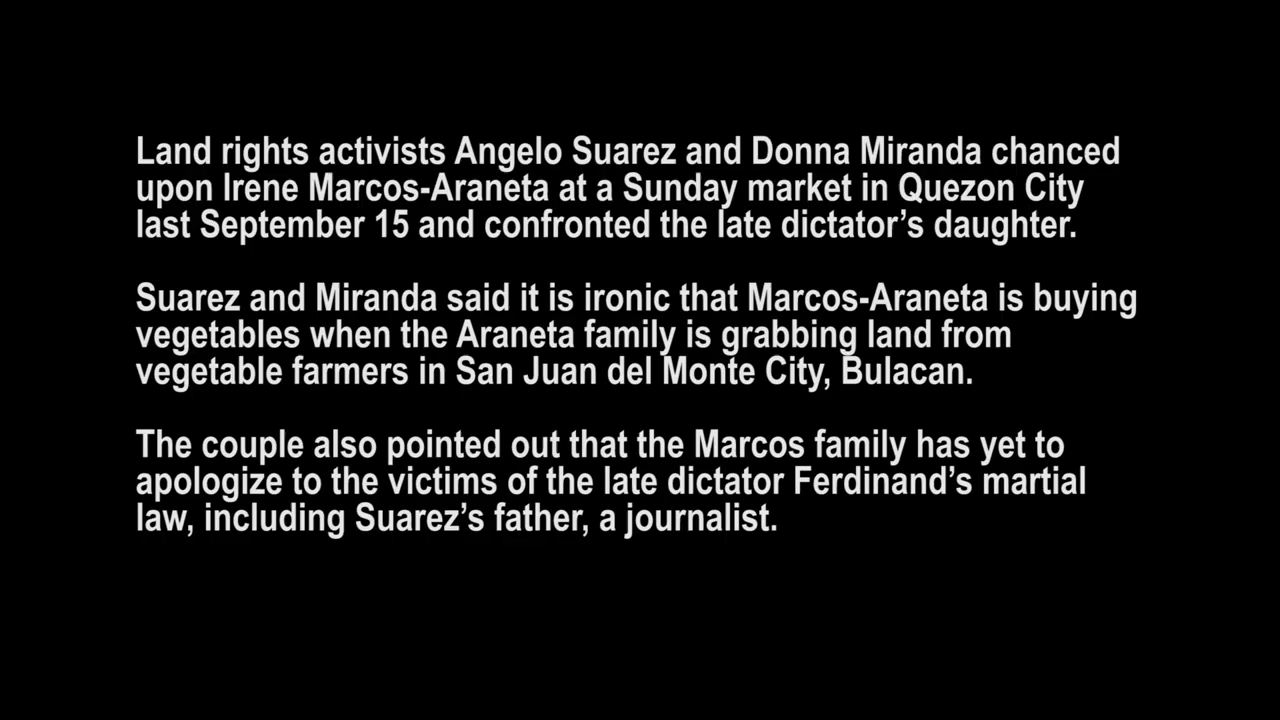 Land rights activists Angelo Suarez and Donna Miranda chanced
upon Irene Marcos-Araneta at a Sunday market in Quezon City
last September 15 and confronted the late dictator’s daughter.
Suarez and Miranda said it is ironic that Marcos-Araneta is buying
vegetables when the Araneta family is grabbing land from
vegetable farmers in San Juan del Monte City, Bulacan.
The couple also pointed out that the Marcos family has yet to
apologize to the victims of the late dictator Ferdinand’s martial
law, including Suarez’s father, a journalist.